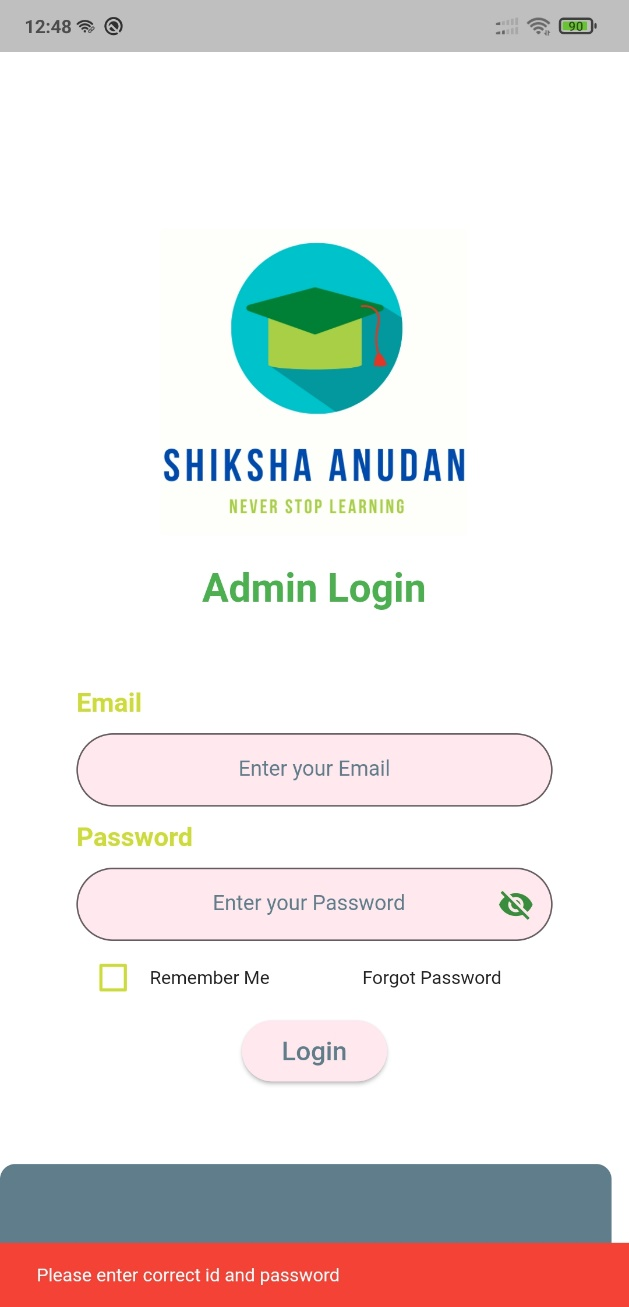 12:48
90
SHIKSHA ANUDAN
NEVER STOP LEARNING
Admin Login
Email
Enter your Email
Password
Enter your Password
Remember Me Forgot Password
Login
Please enter correct id and password